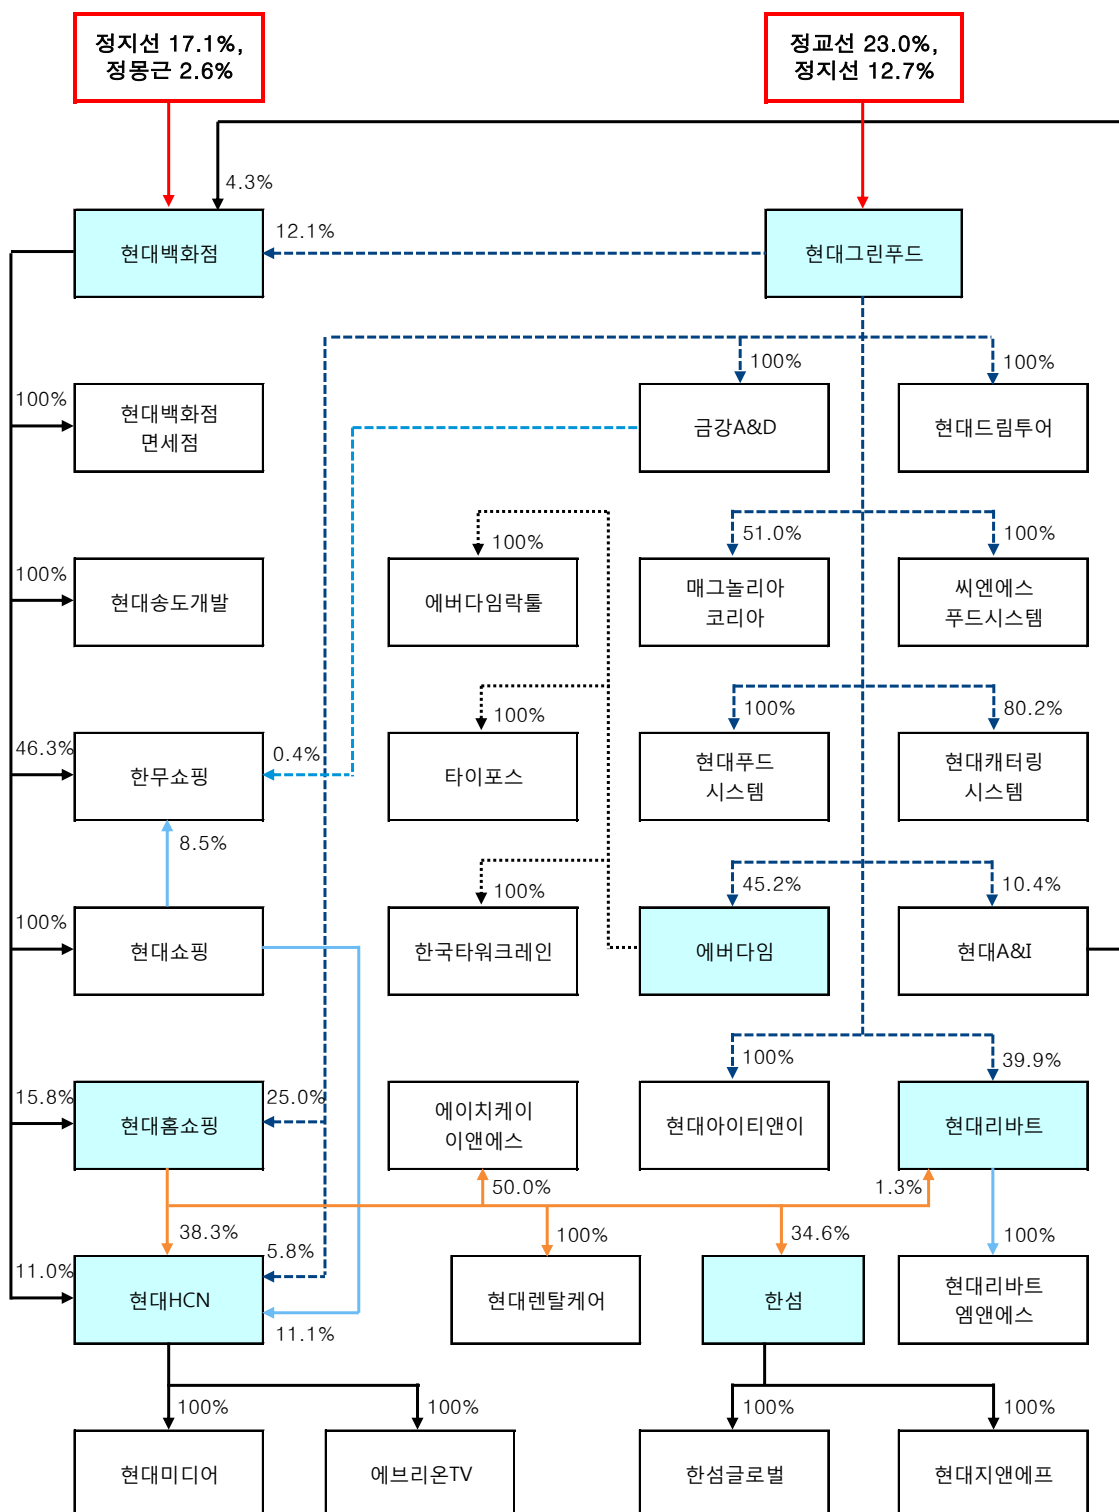 정지선 17.1%,
정몽근 2.6%
정교선 23.0%,
정지선 12.7%
4.3%
현대백화점
12.1%
현대그린푸드
100%
100%
100%
현대백화점
면세점
금강A&D
현대드림투어
100%
51.0%
100%
100%
현대송도개발
에버다임락툴
매그놀리아
코리아
씨엔에스
푸드시스템
100%
100%
80.2%
46.3%
한무쇼핑
0.4%
타이포스
현대푸드
시스템
현대캐터링
시스템
8.5%
100%
45.2%
10.4%
100%
현대쇼핑
한국타워크레인
에버다임
현대A&I
100%
39.9%
15.8%
현대홈쇼핑
25.0%
에이치케이
이앤에스
현대아이티앤이
현대리바트
50.0%
1.3%
38.3%
100%
34.6%
100%
5.8%
11.0%
현대HCN
11.1%
현대렌탈케어
한섬
현대리바트
엠앤에스
100%
100%
100%
100%
현대미디어
에브리온TV
한섬글로벌
현대지앤에프